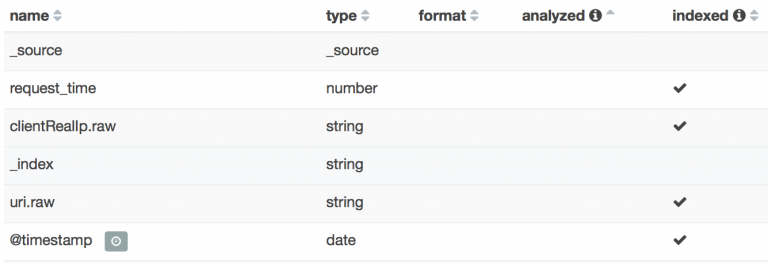 name type format analyzed indexed
_source _source
request_time number
clientRealIp.raw string
_index string
uri.raw string
@timestamp date